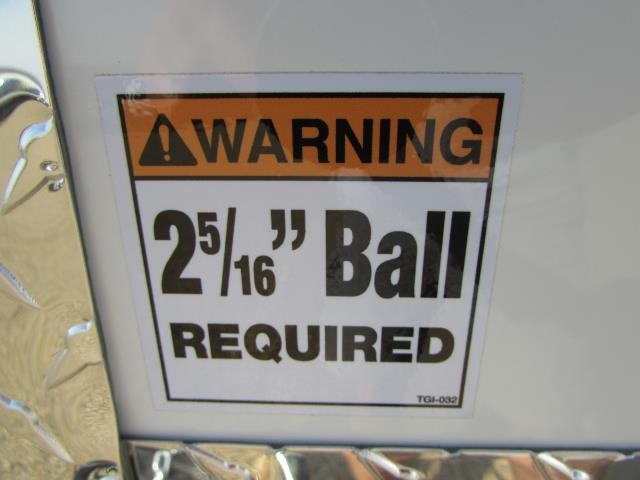 WARNING
2 5/16" Ball
REQUIRED
TGI-032